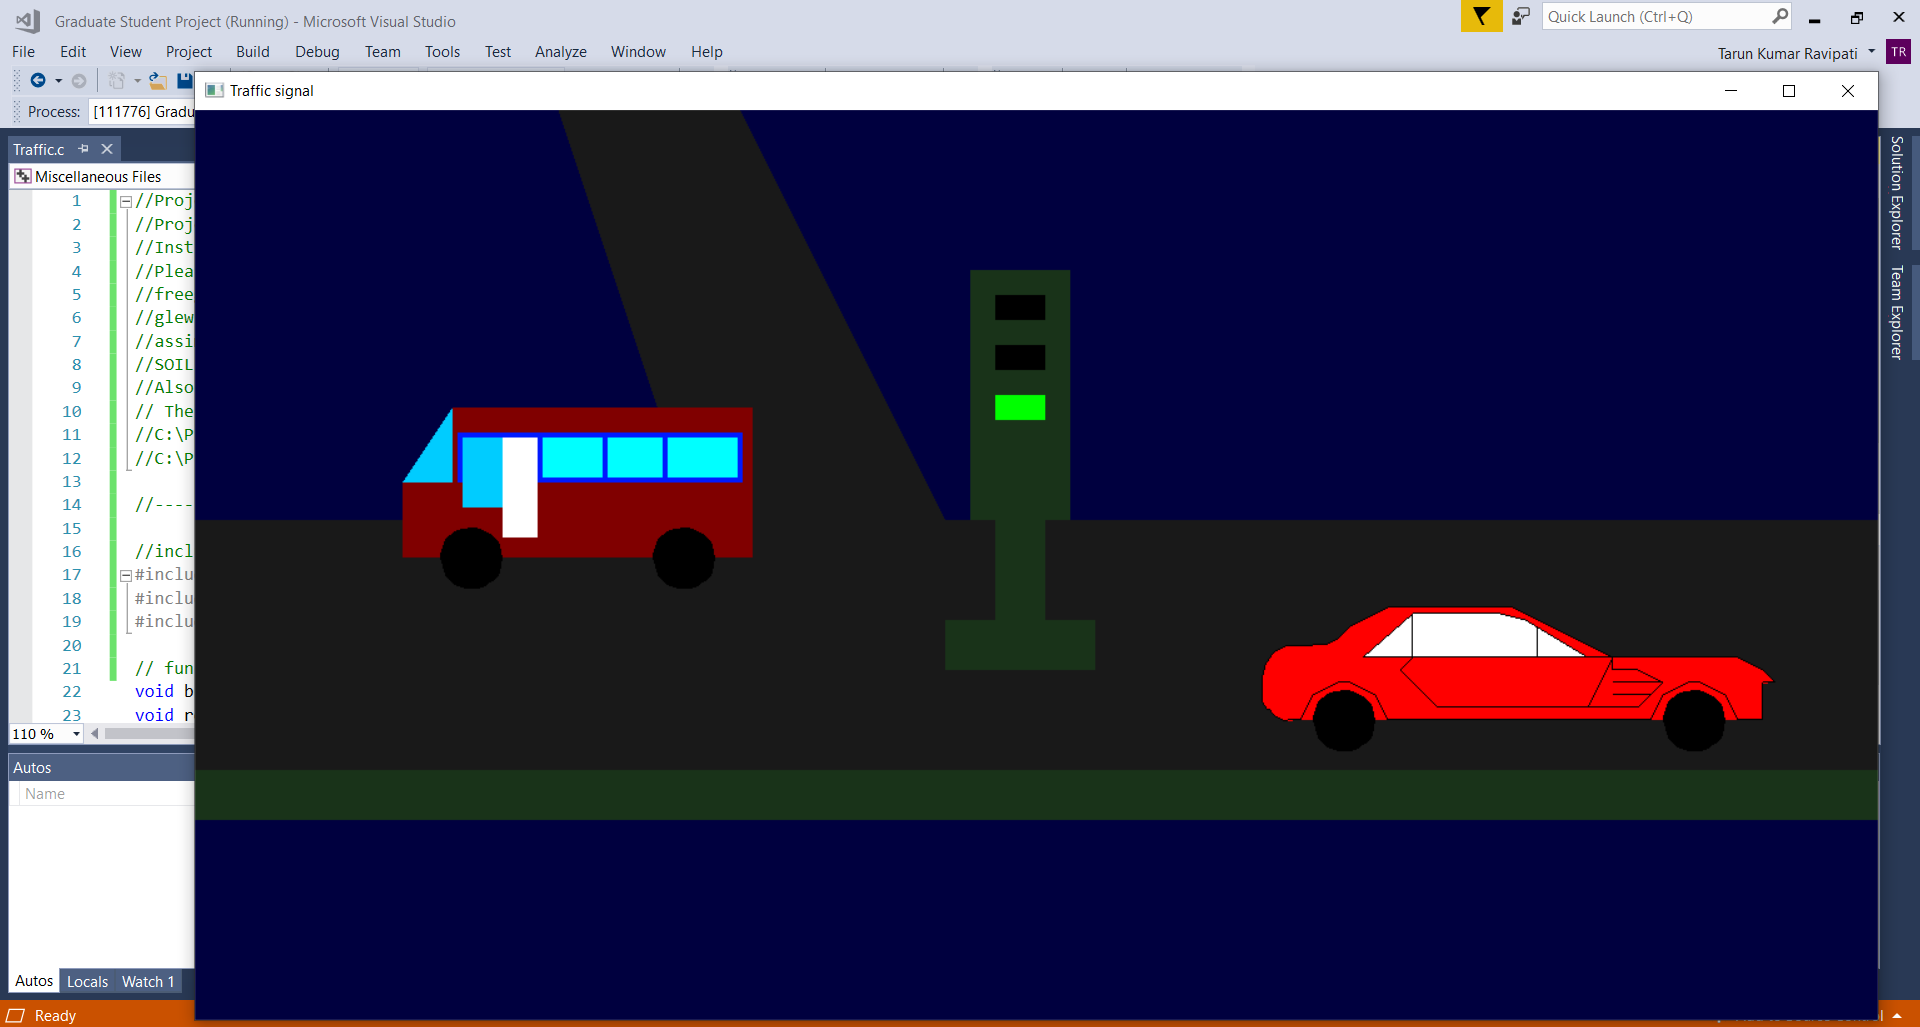 Graduate Student Project (Running) - Microsoft Visual Studio
Quick Launch (Ctrl+Q)
File Edit View Project Build Debug Team Tools Test Analyze Window Help
Tarun Kumar Ravipati TR
Process: [111776] Gradu
Traffic signal
Traffic.c
Miscellaneous Files
1 //Proj
2 //Proj
3 //Inst
4 //Plea
5 //free
6 //glew
7 //assi
8 //SOIL
9 //Also
10 // The
11 //C:\P
12 //C:\P
13
14 //----
15
16 //incl
17 #inclu
18 #inclu
19 #inclu
20
21 // fun
22 void b
23 void r
110 %
Autos
Name
Autos Locals Watch 1
Ready
Solution Explorer
Team Explorer